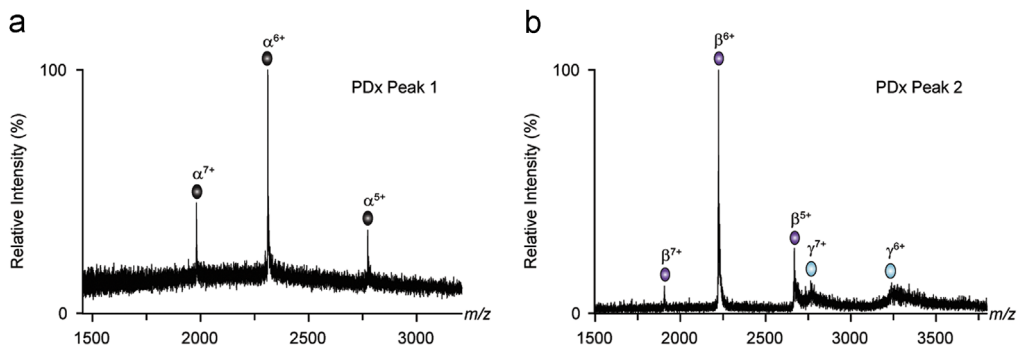 a
α⁶⁺
100
PDx Peak 1
α⁷⁺
α⁵⁺
Relative Intensity (%)
0
1500 2000 2500 3000 m/z
b
β⁶⁺
100
PDx Peak 2
β⁵⁺
β⁷⁺ γ⁷⁺ γ⁶⁺
Relative Intensity (%)
0
1500 2000 2500 3000 3500 m/z